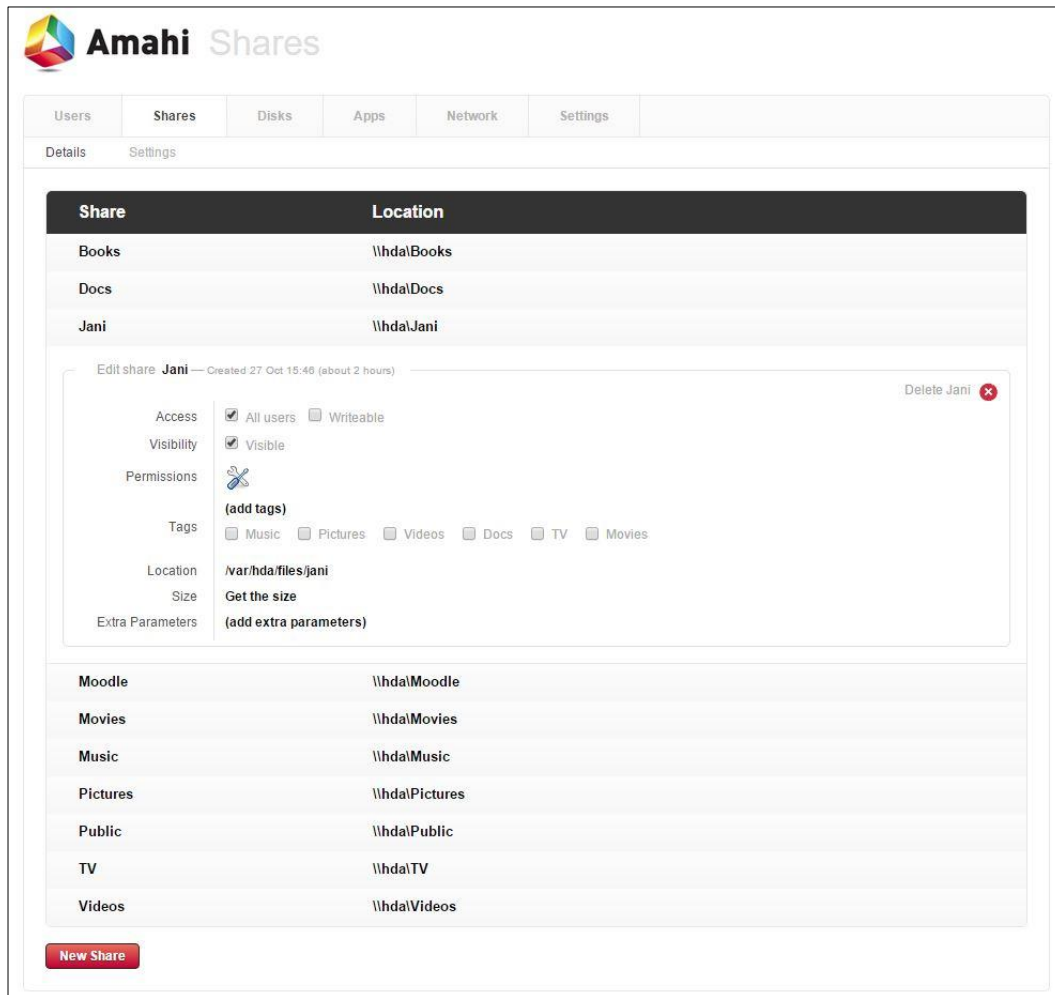 Amahi Shares
Users Shares Disks Apps Network Settings
Details Settings
Share Location
Books \\hda\Books
Docs \\hda\Docs
Jani \\hda\Jani
Edit share Jani — Created 27 Oct 15:46 (about 2 hours)
Delete Jani
Access All users Writeable
Visibility Visible
Permissions
(add tags)
Tags Music Pictures Videos Docs TV Movies
Location /var/hda/files/jani
Size Get the size
Extra Parameters (add extra parameters)
Moodle \\hda\Moodle
Movies \\hda\Movies
Music \\hda\Music
Pictures \\hda\Pictures
Public \\hda\Public
TV \\hda\TV
Videos \\hda\Videos
New Share